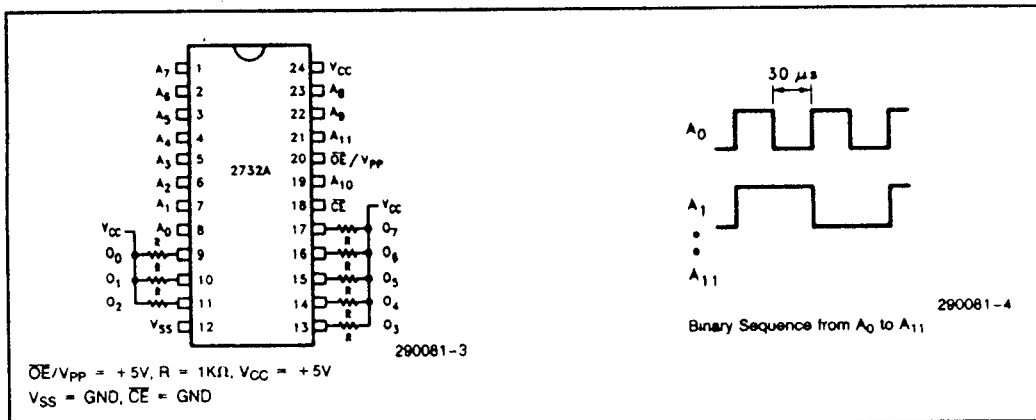 A7 1 24 VCC
A6 2 23 A8
A5 3 22 A9
A4 4 21 A11
A3 5 2732A 20 OE/VPP
A2 6 19 A10
A1 7 18 CE VCC
VCC A0 8 17 R O7
O0 R 9 16 R O6
O1 R 10 15 R O5
O2 R 11 14 R O4
VSS 12 13 R O3
290081-3
OE/VPP = +5V, R = 1KΩ, VCC = +5V
VSS = GND, CE = GND
30 μs
A0
A1
•
•
A11
290081-4
Binary Sequence from A0 to A11